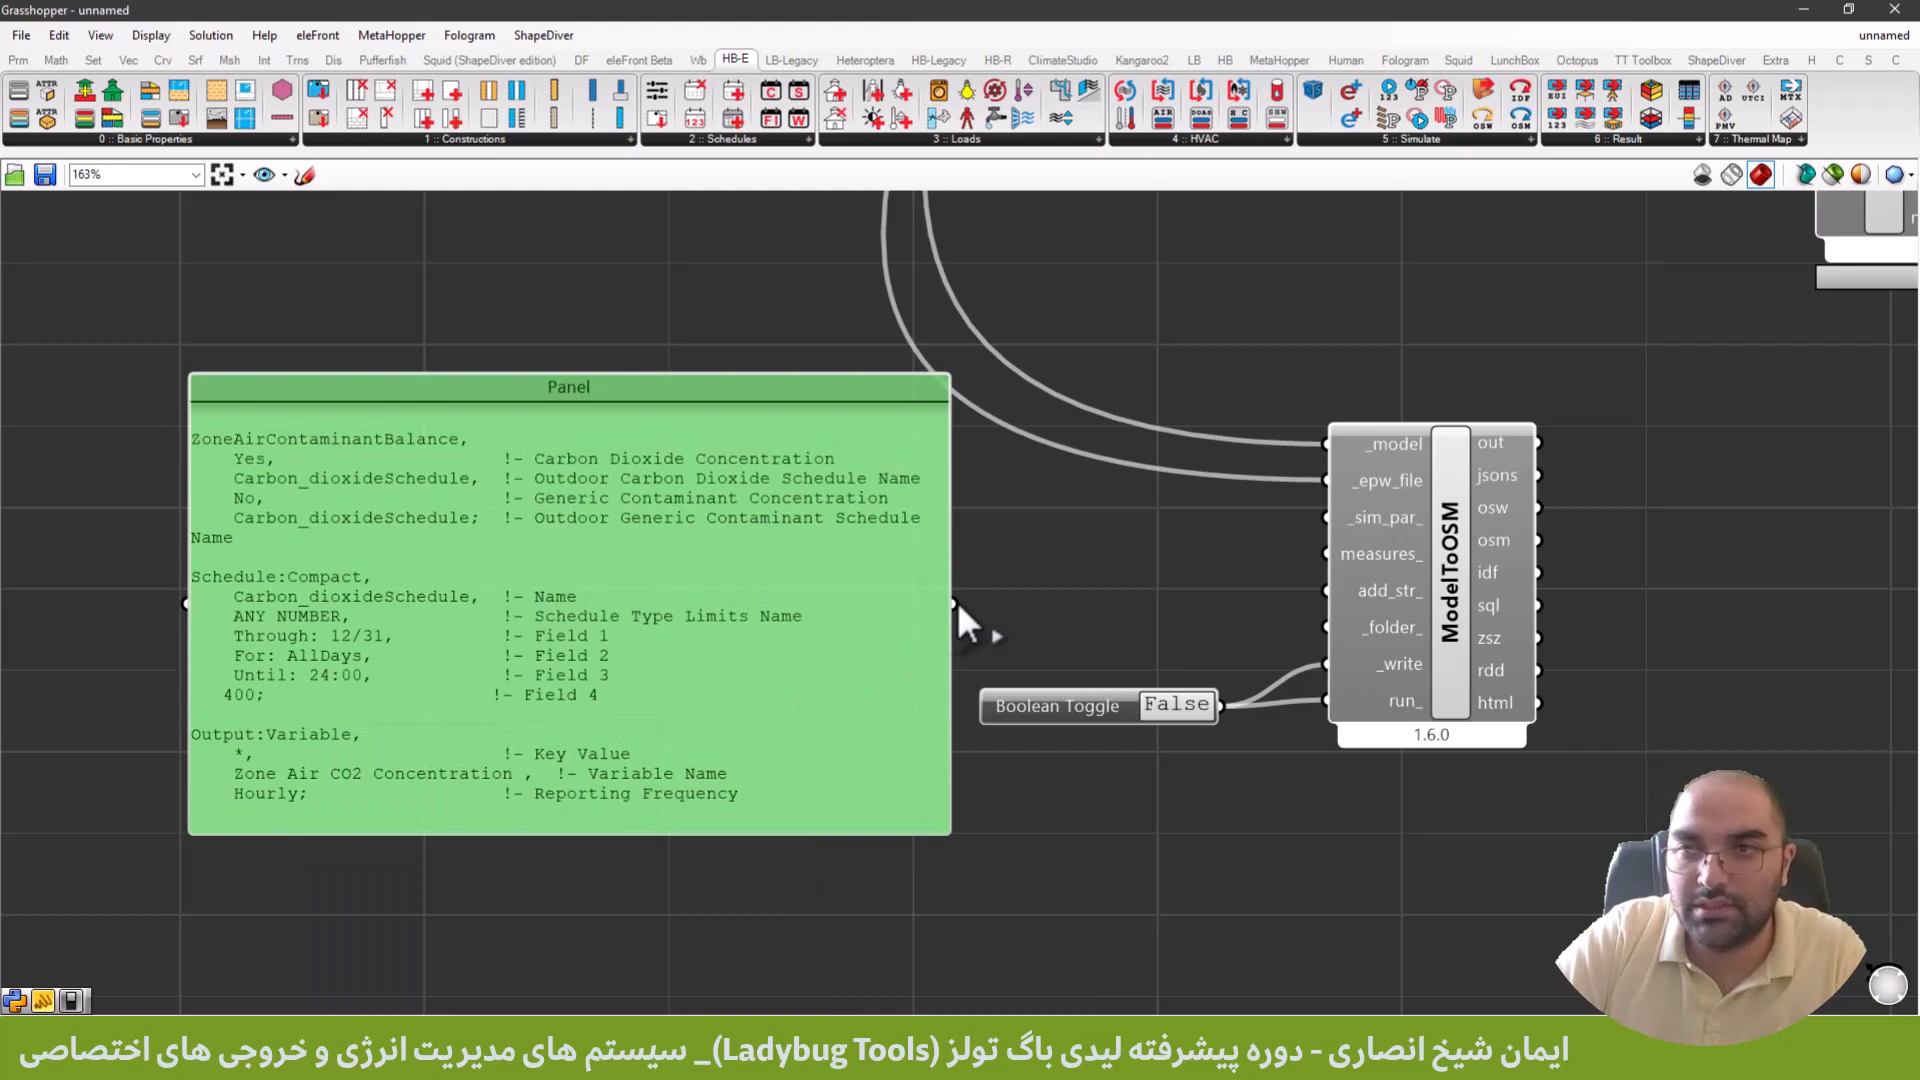 Grasshopper - unnamed
File Edit View Display Solution Help eleFront MetaHopper Fologram ShapeDiver unnamed
Prm Math Set Vec Crv Srf Msh Int Trns Dis Pufferfish Squid (ShapeDiver edition) DF eleFront Beta Wb HB-E LB-Legacy Heteroptera HB-Legacy HB-R ClimateStudio Kangaroo2 LB HB MetaHopper Human Fologram Squid LunchBox Octopus TT Toolbox ShapeDiver Extra H C S C
0 :: Basic Properties 1 :: Constructions 2 :: Schedules 3 :: Loads 4 :: HVAC 5 :: Simulate 6 :: Result 7 :: Thermal Map
163%
Panel
ZoneAirContaminantBalance,
Yes, !- Carbon Dioxide Concentration
Carbon_dioxideSchedule, !- Outdoor Carbon Dioxide Schedule Name
No, !- Generic Contaminant Concentration
Carbon_dioxideSchedule; !- Outdoor Generic Contaminant Schedule
Name
Schedule:Compact,
Carbon_dioxideSchedule, !- Name
ANY NUMBER, !- Schedule Type Limits Name
Through: 12/31, !- Field 1
For: AllDays, !- Field 2
Until: 24:00, !- Field 3
400; !- Field 4
Output:Variable,
*, !- Key Value
Zone Air CO2 Concentration , !- Variable Name
Hourly; !- Reporting Frequency
Boolean Toggle False
_model
_epw_file
_sim_par_
measures_
add_str_
_folder_
_write
run_
ModelToOSM
out
jsons
osw
osm
idf
sql
zsz
rdd
html
1.6.0
ایمان شیخ انصاری - دوره پیشرفته لیدی باگ تولز (Ladybug Tools)_ سیستم های مدیریت انرژی و خروجی های اختصاصی